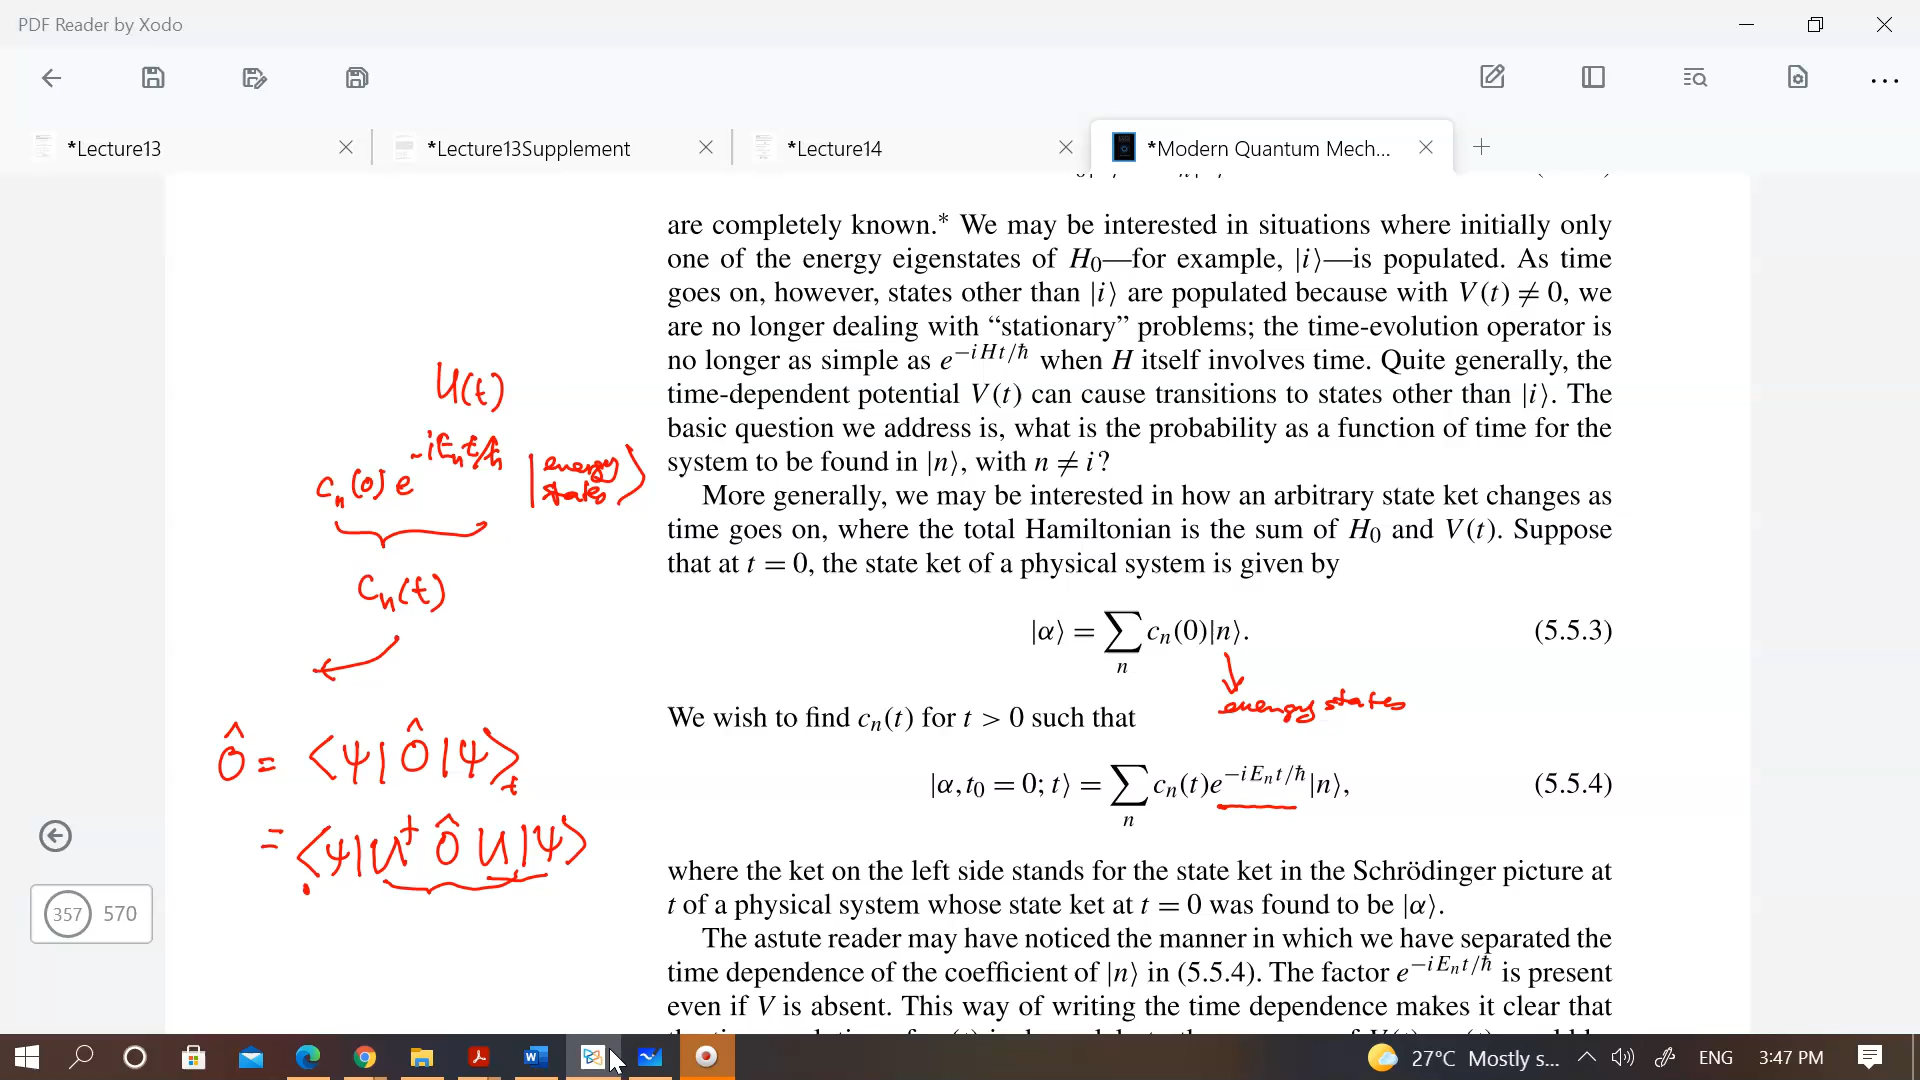 PDF Reader by Xodo
*Lecture13
*Lecture13Supplement
*Lecture14
*Modern Quantum Mech...
are completely known.* We may be interested in situations where initially only
one of the energy eigenstates of H₀—for example, |i⟩—is populated. As time
goes on, however, states other than |i⟩ are populated because with V(t) ≠ 0, we
are no longer dealing with “stationary” problems; the time-evolution operator is
no longer as simple as e^{−iHt/ħ} when H itself involves time. Quite generally, the
time-dependent potential V(t) can cause transitions to states other than |i⟩. The
basic question we address is, what is the probability as a function of time for the
system to be found in |n⟩, with n ≠ i?
More generally, we may be interested in how an arbitrary state ket changes as
time goes on, where the total Hamiltonian is the sum of H₀ and V(t). Suppose
that at t = 0, the state ket of a physical system is given by
|α⟩ = ∑_n c_n(0)|n⟩. (5.5.3)
energy states
We wish to find c_n(t) for t > 0 such that
|α, t₀ = 0; t⟩ = ∑_n c_n(t)e^{−iE_n t/ħ}|n⟩, (5.5.4)
where the ket on the left side stands for the state ket in the Schrödinger picture at
t of a physical system whose state ket at t = 0 was found to be |α⟩.
The astute reader may have noticed the manner in which we have separated the
time dependence of the coefficient of |n⟩ in (5.5.4). The factor e^{−iE_n t/ħ} is present
even if V is absent. This way of writing the time dependence makes it clear that
U(t)
c_n(0) e^{-iE_n t/ħ} |energy states⟩
C_n(t)
Ô = ⟨ψ|Ô|ψ⟩_t
= ⟨ψ|U† Ô U|ψ⟩
357 570
27°C Mostly s... ENG 3:47 PM